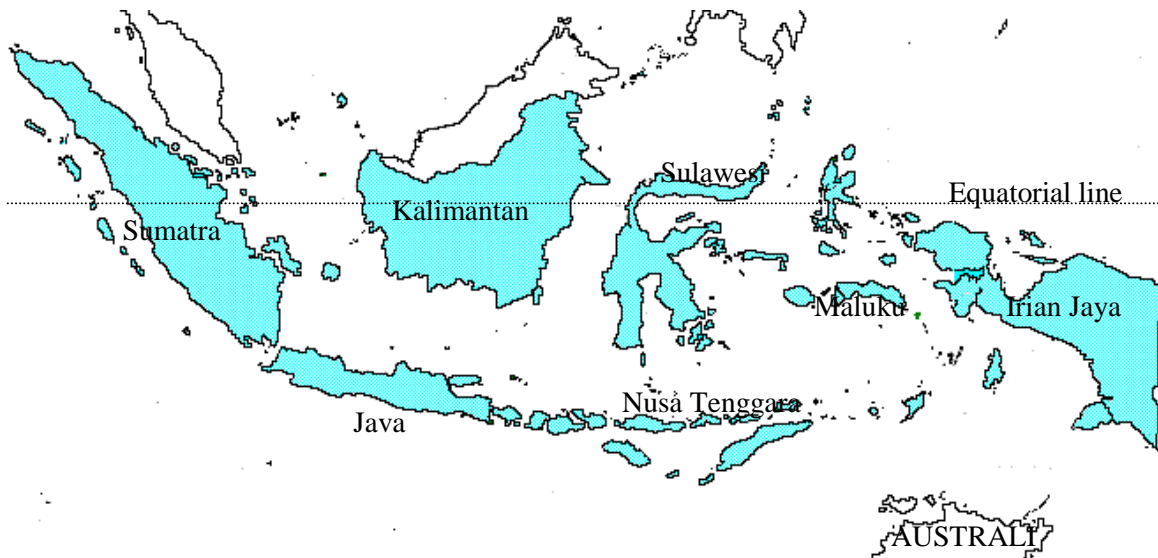 Sulawesi
Equatorial line
Kalimantan
Sumatra
Maluku
Irian Jaya
Nusa Tenggara
Java
AUSTRALI